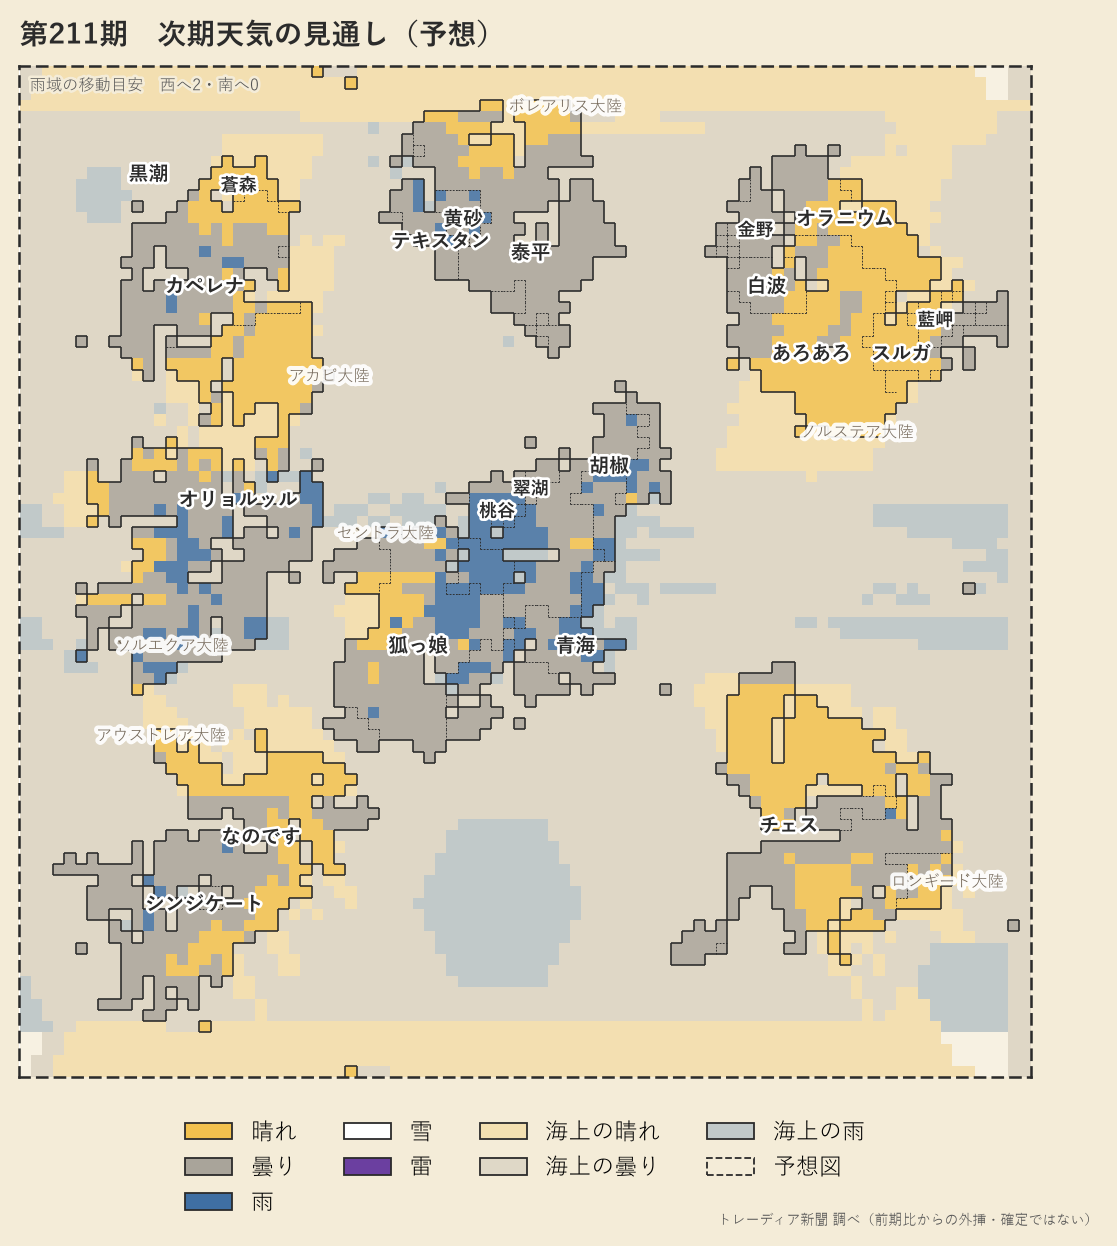 第211期　次期天気の見通し（予想）
雨域の移動目安　西へ2・南へ0
ボレアリス大陸
黒潮
蒼森
黄砂
テキスタン
泰平
オラニウム
金野
カペレナ
白波
藍岬
あろあろ
スルガ
アカピ大陸
ノルステア大陸
胡椒
翠湖
オリョルッル
桃谷
セントラ大陸
ソルエクア大陸
狐っ娘
青海
アウストレア大陸
なのです
チェス
ロンギード大陸
シンジケート
晴れ
雪
海上の晴れ
海上の雨
曇り
雷
海上の曇り
予想図
雨
トレーディア新聞 調べ（前期比からの外挿・確定ではない）